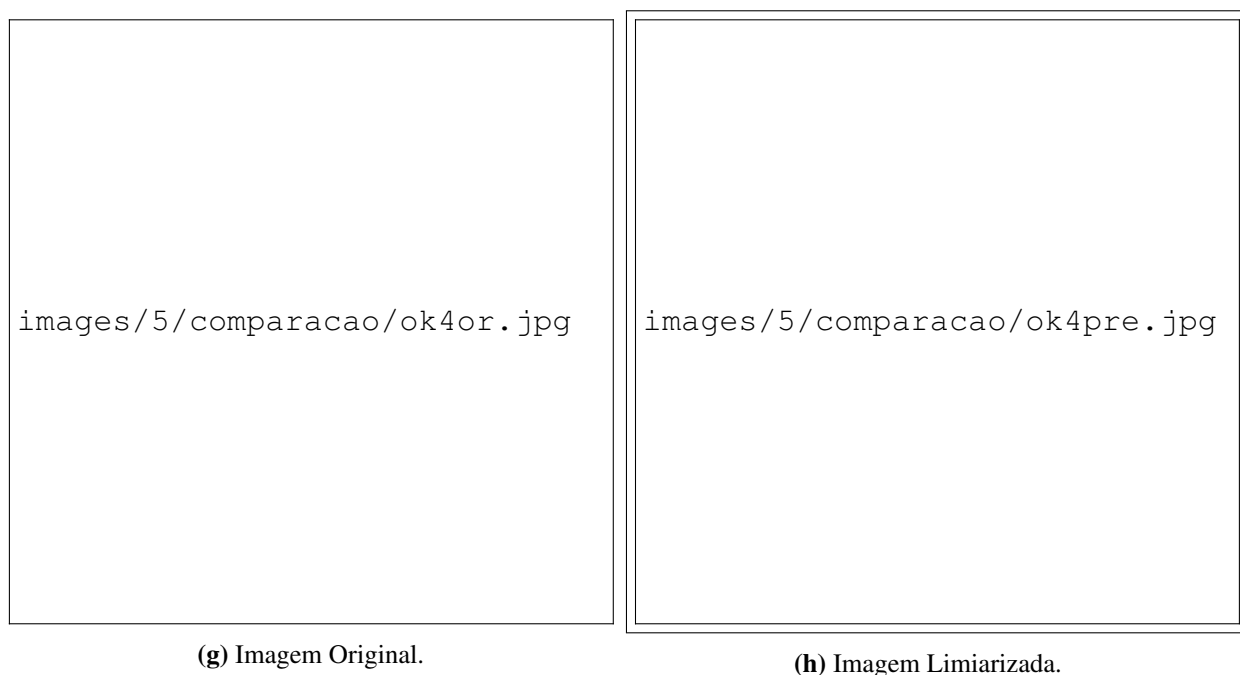 images/5/comparacao/ok4or.jpg
images/5/comparacao/ok4pre.jpg
(g) Imagem Original.
(h) Imagem Limiarizada.